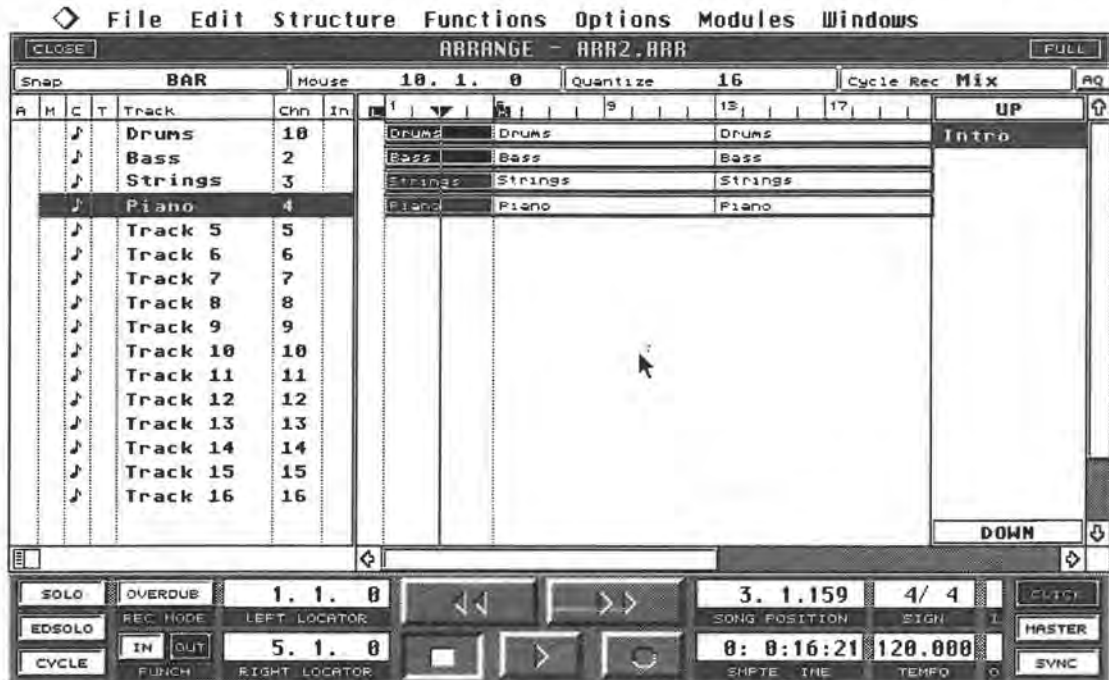 File Edit Structure Functions Options Modules Windows
CLOSE ARRANGE - ARR2.ARR FULL
Snap BAR Mouse 10. 1. 0 Quantize 16 Cycle Rec Mix AQ
A M C T Track Chn In 1 5 9 13 17 UP
Drums 10 Drums Drums Drums Intro
Bass 2 Bass Bass Bass
Strings 3 Strings Strings Strings
Piano 4 Piano Piano Piano
Track 5 5
Track 6 6
Track 7 7
Track 8 8
Track 9 9
Track 10 10
Track 11 11
Track 12 12
Track 13 13
Track 14 14
Track 15 15
Track 16 16
DOWN
SOLO OVERDUB 1. 1. 0 3. 1.159 4/ 4 CLICK
REC MODE LEFT LOCATOR SONG POSITION SIGN
EDSOLO MASTER
IN OUT 5. 1. 0 0: 0:16:21 120.000
CYCLE PUNCH RIGHT LOCATOR SMPTE TEMPO SYNC